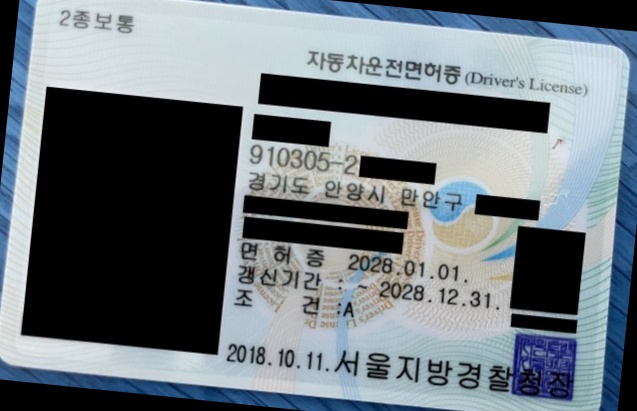 2종보통
자동차운전면허증 (Driver's License)
910305-2
경기도 안양시 만안구
면 허 증 2028.01.01.
갱신기간 : ~ 2028.12.31.
조 건 :A
2018.10.11. 서울지방경찰청장